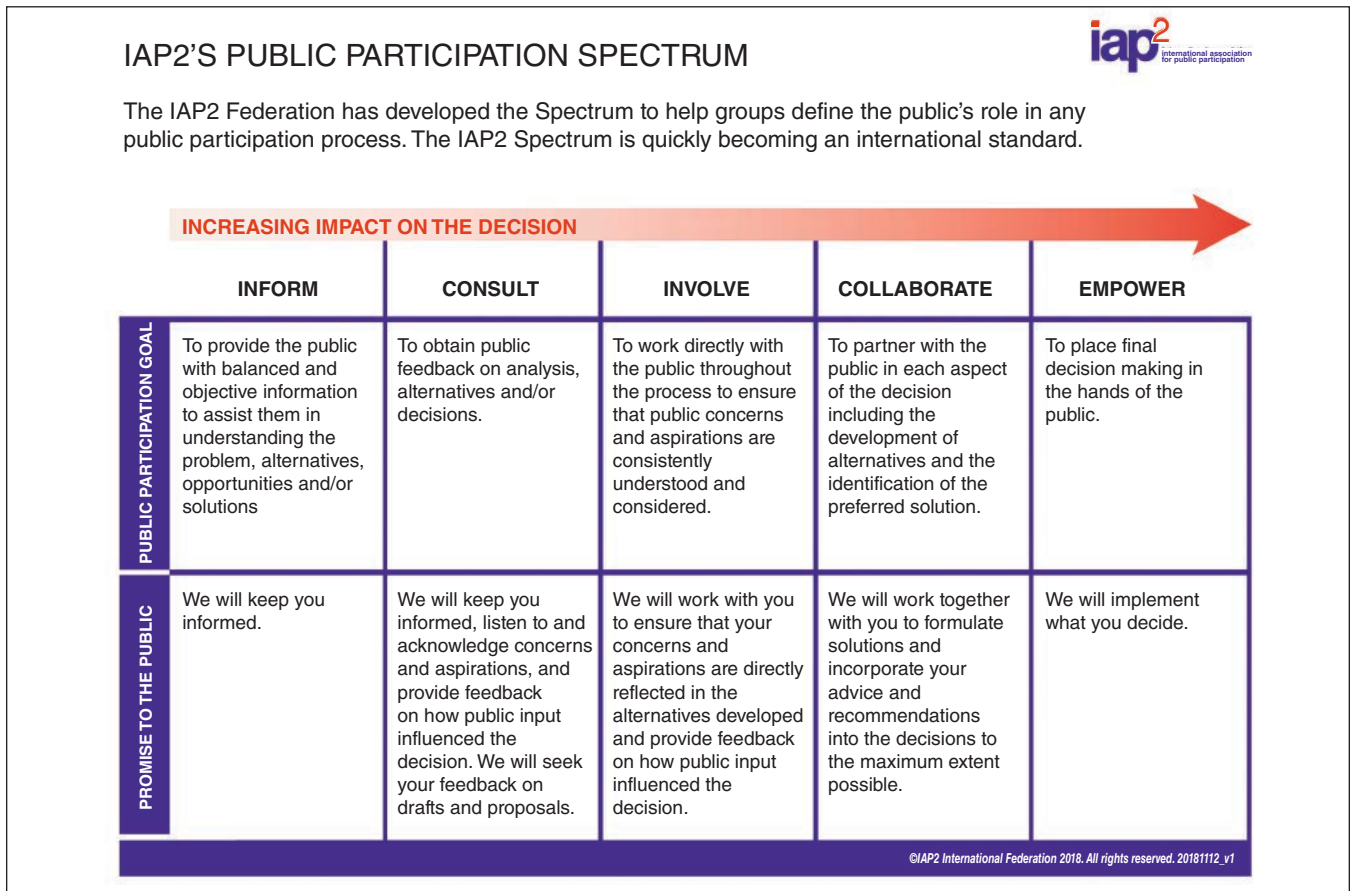 IAP2'S PUBLIC PARTICIPATION SPECTRUM
iap2
international association
for public participation
The IAP2 Federation has developed the Spectrum to help groups define the public's role in any
public participation process. The IAP2 Spectrum is quickly becoming an international standard.
INCREASING IMPACT ON THE DECISION
INFORM
CONSULT
INVOLVE
COLLABORATE
EMPOWER
PUBLIC PARTICIPATION GOAL
To provide the public
with balanced and
objective information
to assist them in
understanding the
problem, alternatives,
opportunities and/or
solutions
To obtain public
feedback on analysis,
alternatives and/or
decisions.
To work directly with
the public throughout
the process to ensure
that public concerns
and aspirations are
consistently
understood and
considered.
To partner with the
public in each aspect
of the decision
including the
development of
alternatives and the
identification of the
preferred solution.
To place final
decision making in
the hands of the
public.
PROMISE TO THE PUBLIC
We will keep you
informed.
We will keep you
informed, listen to and
acknowledge concerns
and aspirations, and
provide feedback
on how public input
influenced the
decision. We will seek
your feedback on
drafts and proposals.
We will work with you
to ensure that your
concerns and
aspirations are directly
reflected in the
alternatives developed
and provide feedback
on how public input
influenced the
decision.
We will work together
with you to formulate
solutions and
incorporate your
advice and
recommendations
into the decisions to
the maximum extent
possible.
We will implement
what you decide.
©IAP2 International Federation 2018. All rights reserved. 20181112_v1